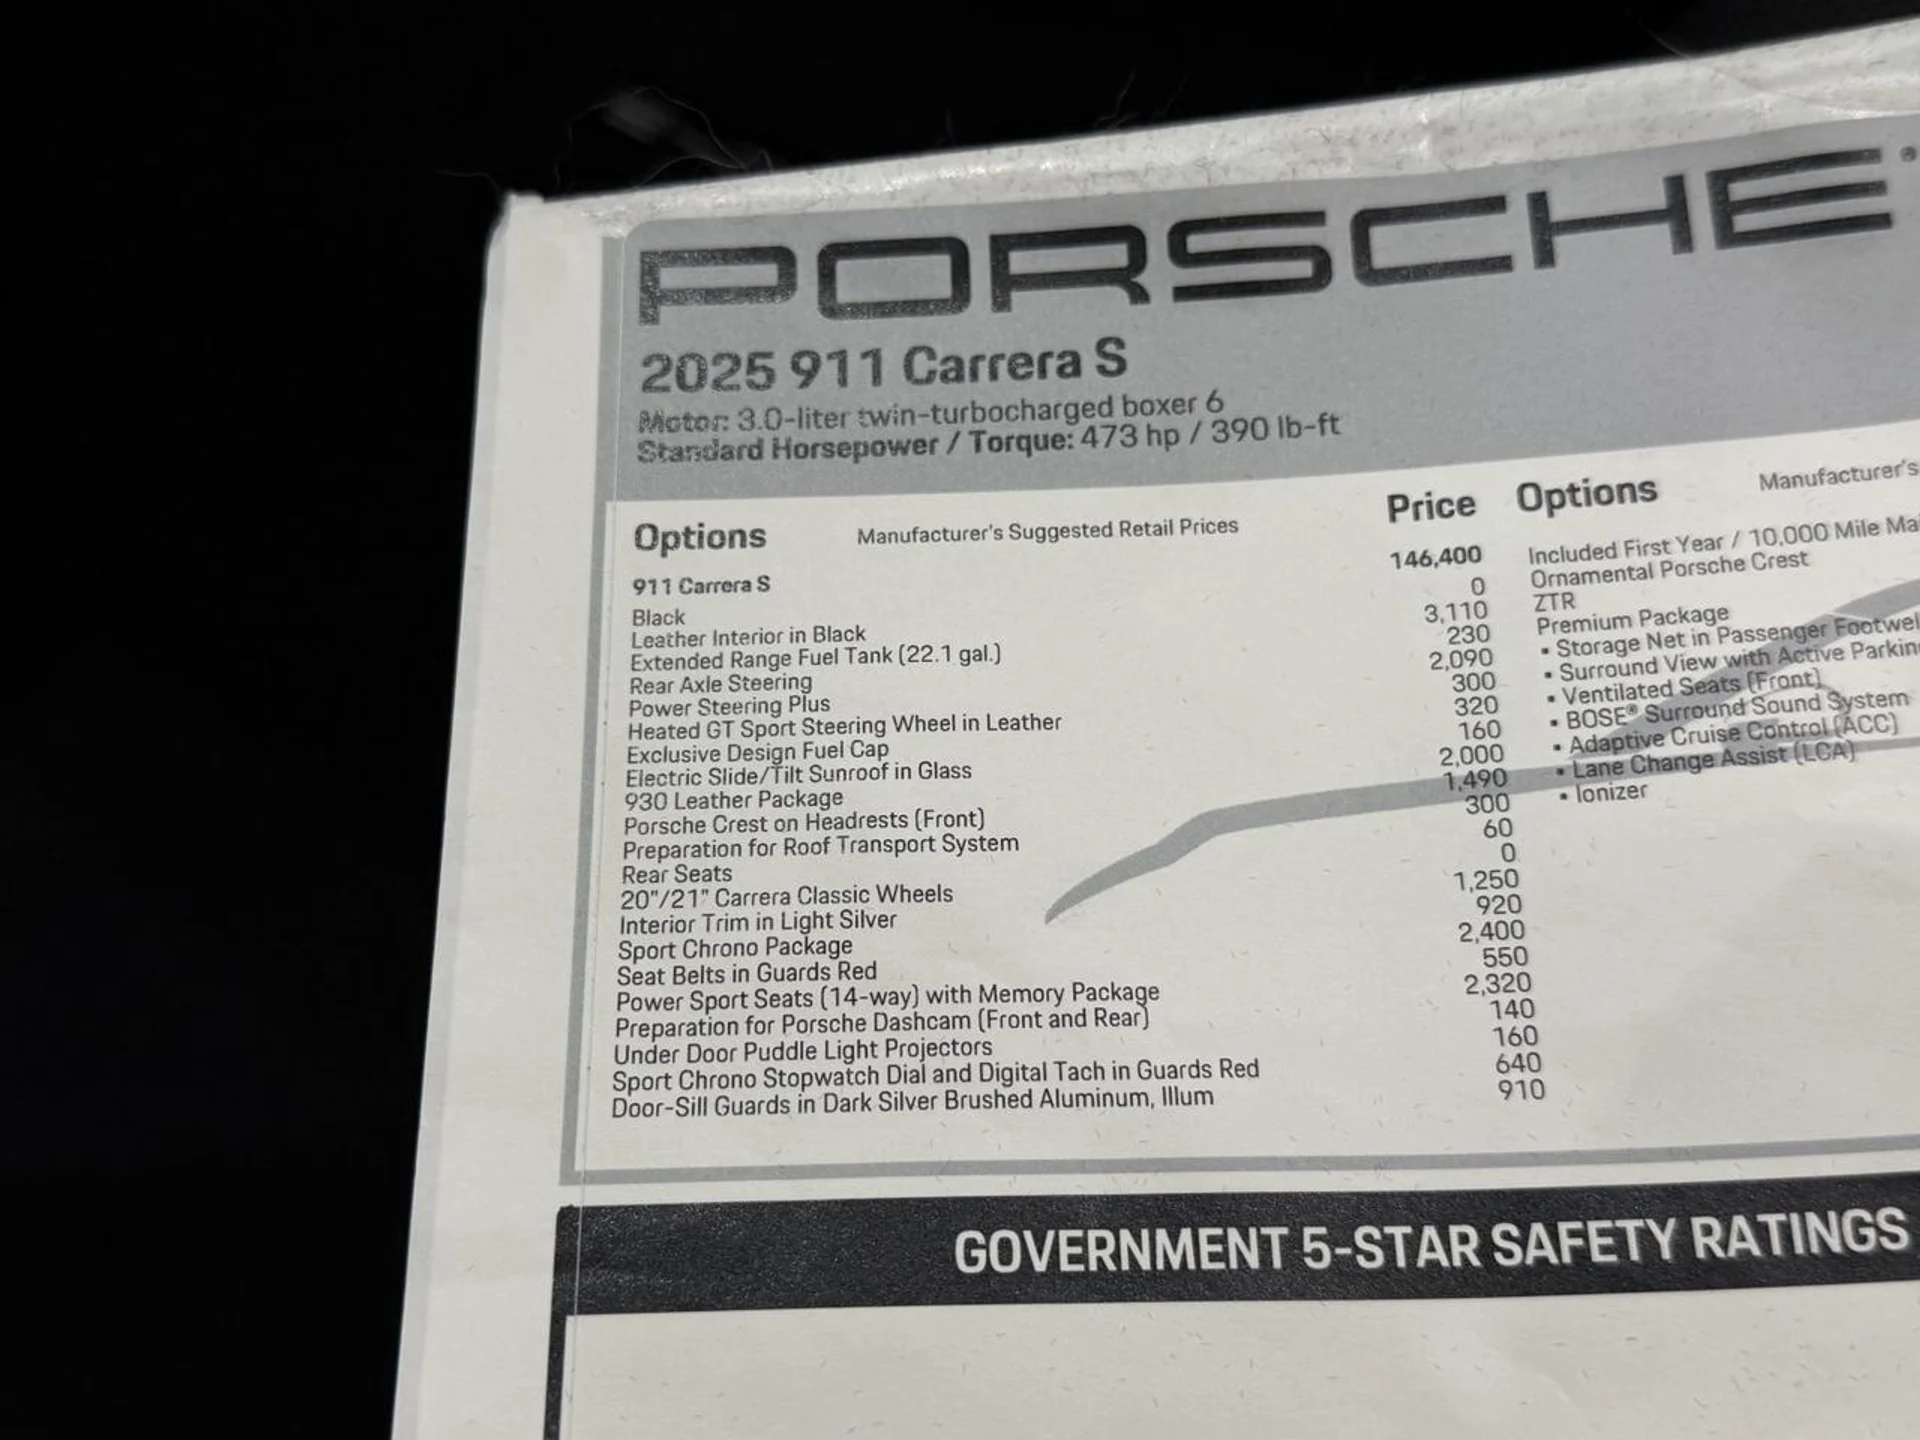 PORSCHE®
2025 911 Carrera S
Motor: 3.0-liter twin-turbocharged boxer 6
Standard Horsepower / Torque: 473 hp / 390 lb-ft
Options Manufacturer's Suggested Retail Prices Price
911 Carrera S 146,400
Black 0
Leather Interior in Black 3,110
Extended Range Fuel Tank (22.1 gal.) 230
Rear Axle Steering 2,090
Power Steering Plus 300
Heated GT Sport Steering Wheel in Leather 320
Exclusive Design Fuel Cap 160
Electric Slide/Tilt Sunroof in Glass 2,000
930 Leather Package 1,490
Porsche Crest on Headrests (Front) 300
Preparation for Roof Transport System 60
Rear Seats 0
20"/21" Carrera Classic Wheels 1,250
Interior Trim in Light Silver 920
Sport Chrono Package 2,400
Seat Belts in Guards Red 550
Power Sport Seats (14-way) with Memory Package 2,320
Preparation for Porsche Dashcam (Front and Rear) 140
Under Door Puddle Light Projectors 160
Sport Chrono Stopwatch Dial and Digital Tach in Guards Red 640
Door-Sill Guards in Dark Silver Brushed Aluminum, Illum 910
Options Manufacturer's
Included First Year / 10,000 Mile
Ornamental Porsche Crest
ZTR
Premium Package
• Storage Net in Passenger
• Surround View with Active
• Ventilated Seats (Front)
• BOSE® Surround Sound System
• Adaptive Cruise Control (ACC)
• Lane Change Assist (LCA)
• Ionizer
GOVERNMENT 5-STAR SAFETY RATINGS